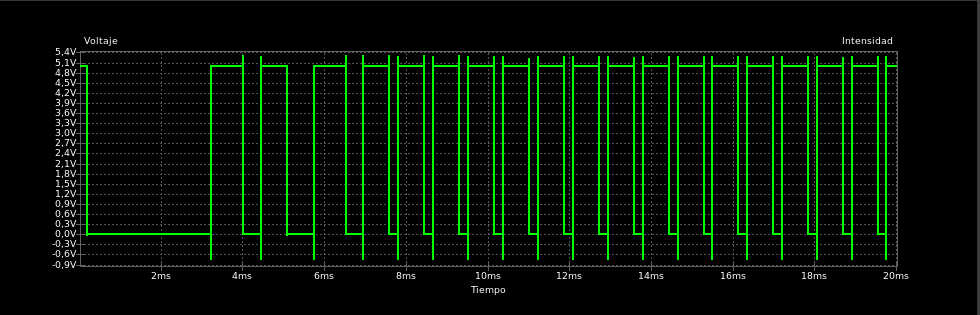 Voltaje Intensidad
5,4V
5,1V
4,8V
4,5V
4,2V
3,9V
3,6V
3,3V
3,0V
2,7V
2,4V
2,1V
1,8V
1,5V
1,2V
0,9V
0,6V
0,3V
0,0V
-0,3V
-0,6V
-0,9V
2ms 4ms 6ms 8ms 10ms 12ms 14ms 16ms 18ms 20ms
Tiempo